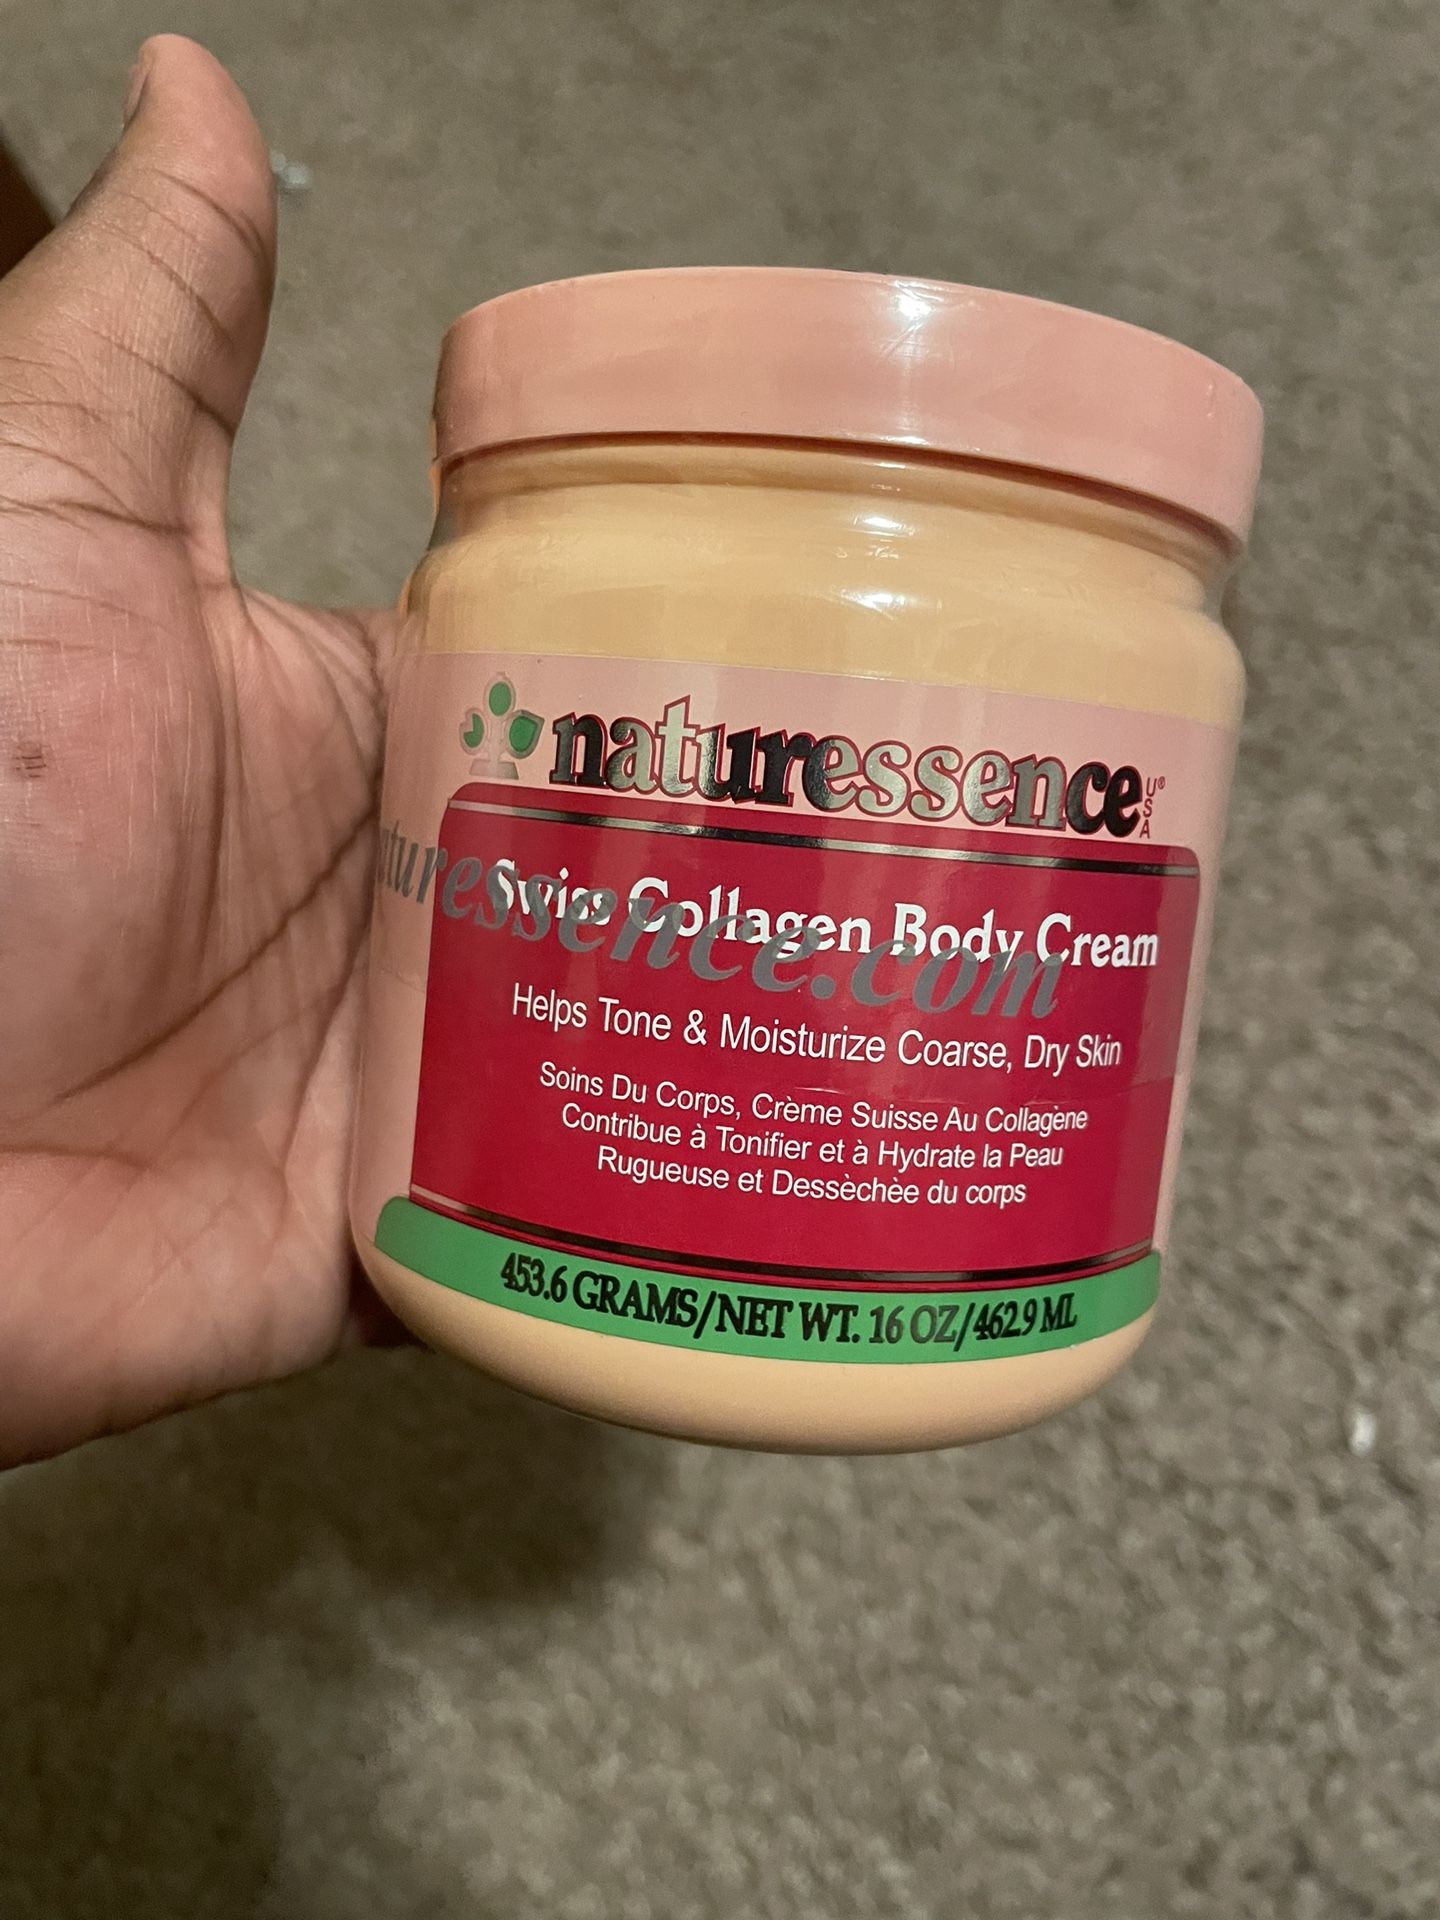 naturessence USA®
naturessence.com
Swiss Collagen Body Cream
Helps Tone & Moisturize Coarse, Dry Skin
Soins Du Corps, Crème Suisse Au Collagène
Contribue à Tonifier et à Hydrate la Peau
Rugueuse et Dessèchèe du corps
453.6 GRAMS/NET WT. 16 OZ/462.9 ML